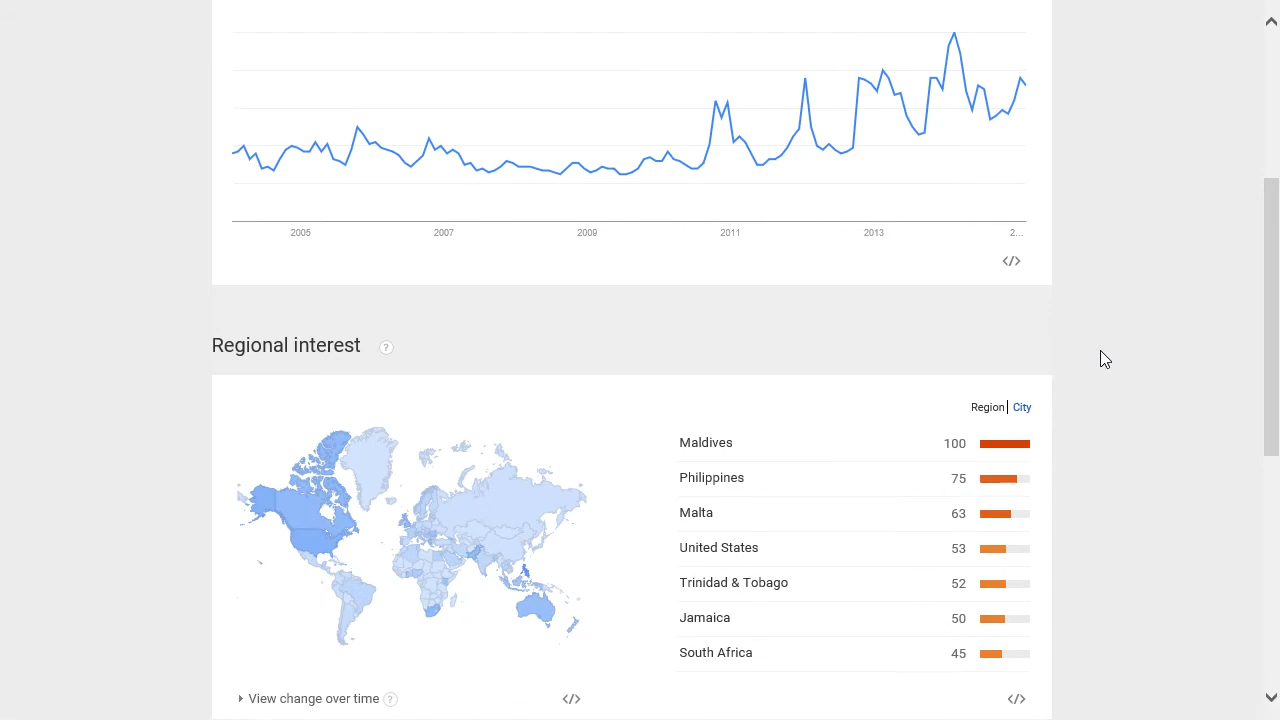 2005 2007 2009 2011 2013 2...
</>
Regional interest ?
Region City
Maldives 100
Philippines 75
Malta 63
United States 53
Trinidad & Tobago 52
Jamaica 50
South Africa 45
View change over time ? </> </>